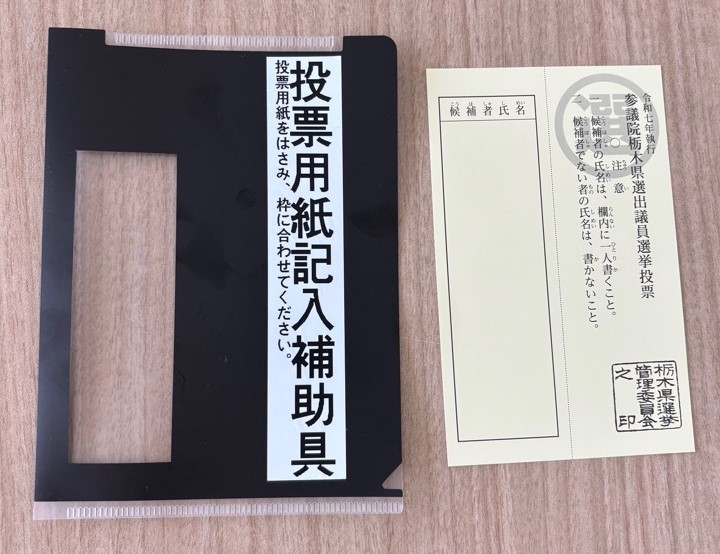 投票用紙記入補助具
投票用紙をはさみ、枠に合わせてください。
令和七年執行
参議院栃木県選出議員選挙投票
〇注意
一 候補者の氏名は、欄内に一人書くこと。
二 候補者でない者の氏名は、書かないこと。
候補者氏名
選
栃木県選挙
管理委員会
之印